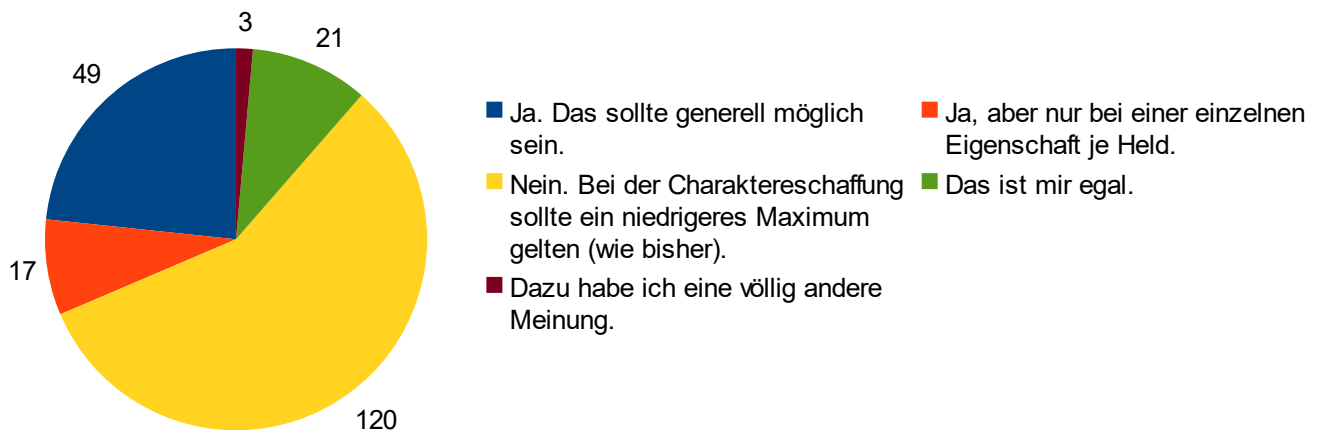 3
21
49
17
120
Ja. Das sollte generell möglich
sein.
Ja, aber nur bei einer einzelnen
Eigenschaft je Held.
Nein. Bei der Charaktereschaffung
sollte ein niedrigeres Maximum
gelten (wie bisher).
Das ist mir egal.
Dazu habe ich eine völlig andere
Meinung.